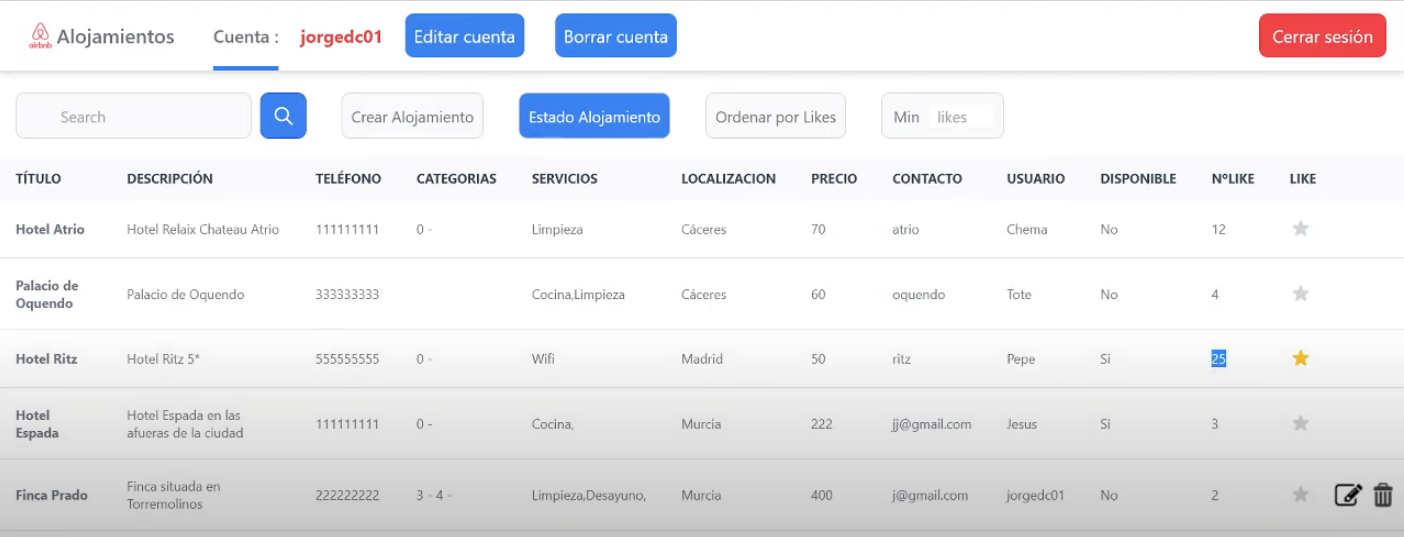 airbnb Alojamientos Cuenta : jorgedc01 Editar cuenta Borrar cuenta Cerrar sesión
Search Crear Alojamiento Estado Alojamiento Ordenar por Likes Min likes
TÍTULO DESCRIPCIÓN TELÉFONO CATEGORIAS SERVICIOS LOCALIZACION PRECIO CONTACTO USUARIO DISPONIBLE NºLIKE LIKE
Hotel Atrio Hotel Relaix Chateau Atrio 111111111 0 - Limpieza Cáceres 70 atrio Chema No 12
Palacio de
Oquendo Palacio de Oquendo 333333333 Cocina,Limpieza Cáceres 60 oquendo Tote No 4
Hotel Ritz Hotel Ritz 5* 555555555 0 - Wifi Madrid 50 ritz Pepe Si 25
Hotel
Espada Hotel Espada en las
afueras de la ciudad 111111111 0 - Cocina, Murcia 222 jj@gmail.com Jesus Si 3
Finca Prado Finca situada en
Torremolinos 222222222 3 - 4 - Limpieza,Desayuno, Murcia 400 j@gmail.com jorgedc01 No 2